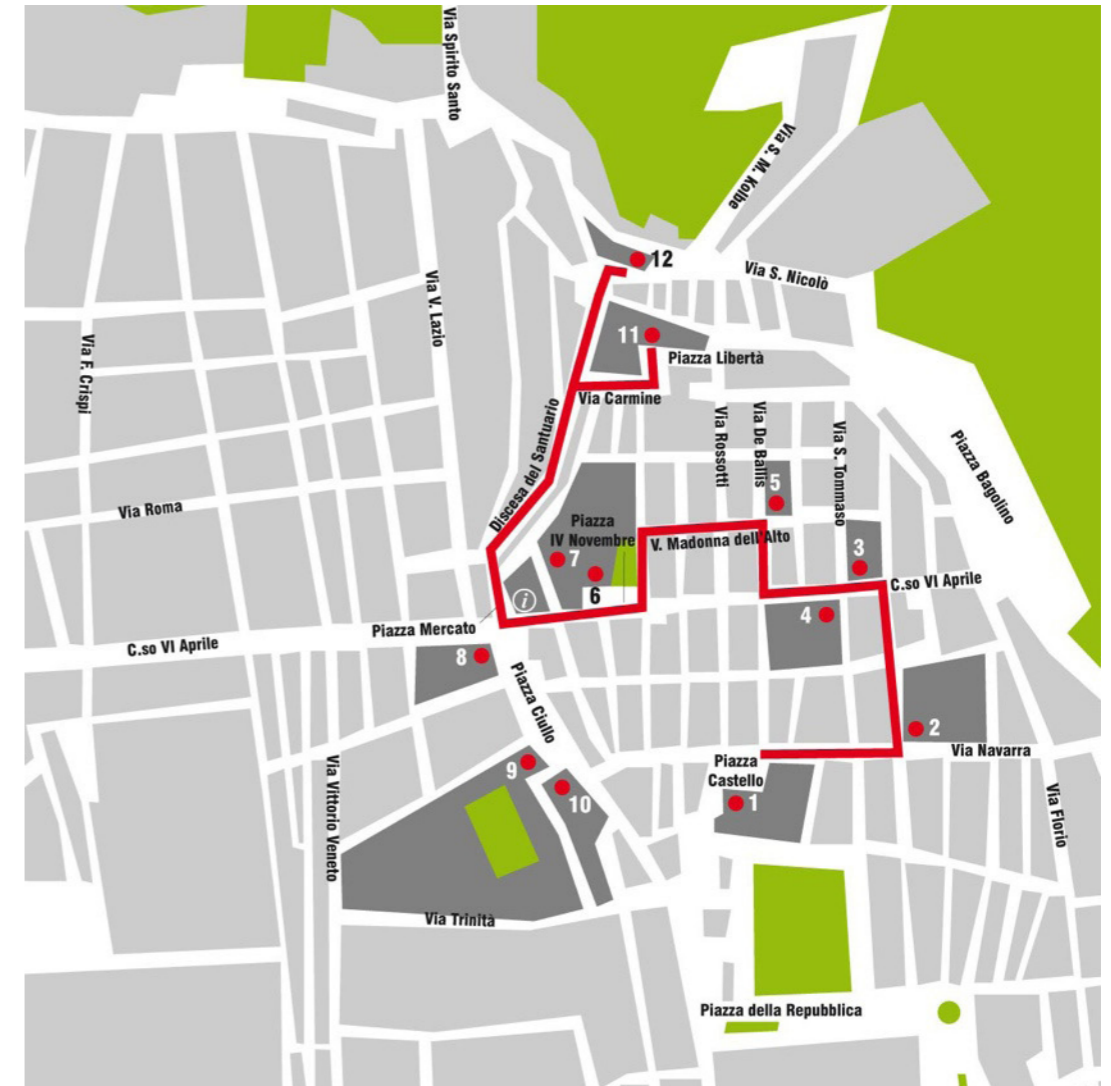 Via Spirito Santo
Via S. M. Kolbe
12
Via S. Nicolò
Via V. Lazio
11
Piazza Libertà
Via F. Crispi
Via Carmine
Discesa del Santuario
Via Rossotti
Via De Ballis
Via S. Tommaso
Piazza Bagolino
5
Via Roma
Piazza
IV Novembre
V. Madonna dell'Alto
3
7
6
i
C.so VI Aprile
4
Piazza Mercato
C.so VI Aprile
8
Piazza Ciullo
2
Via Navarra
Piazza
Castello
9
10
1
Via Vittorio Veneto
Via Florio
Via Trinità
Piazza della Repubblica